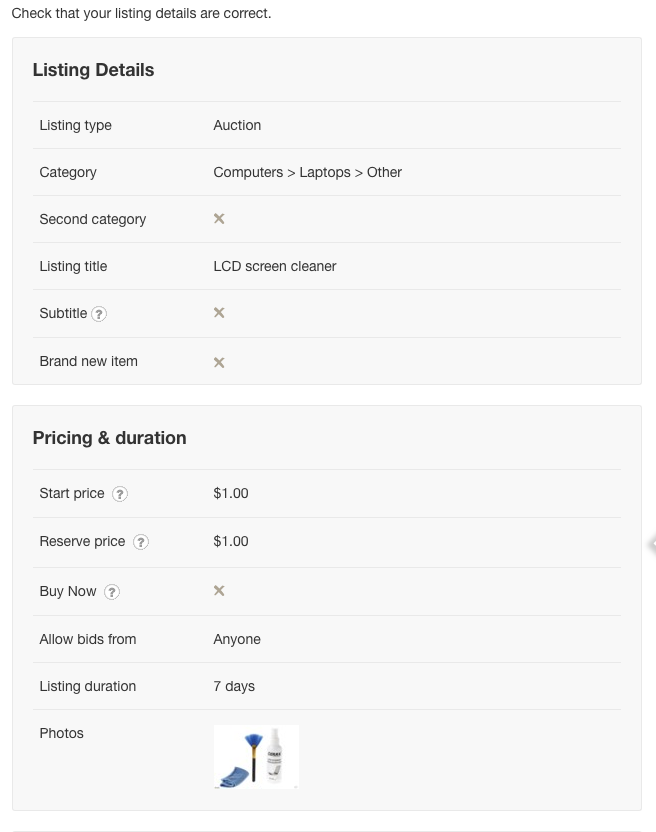 Check that your listing details are correct.
Listing Details
Listing type Auction
Category Computers > Laptops > Other
Second category ✕
Listing title LCD screen cleaner
Subtitle ? ✕
Brand new item ✕
Pricing & duration
Start price ? $1.00
Reserve price ? $1.00
Buy Now ? ✕
Allow bids from Anyone
Listing duration 7 days
Photos